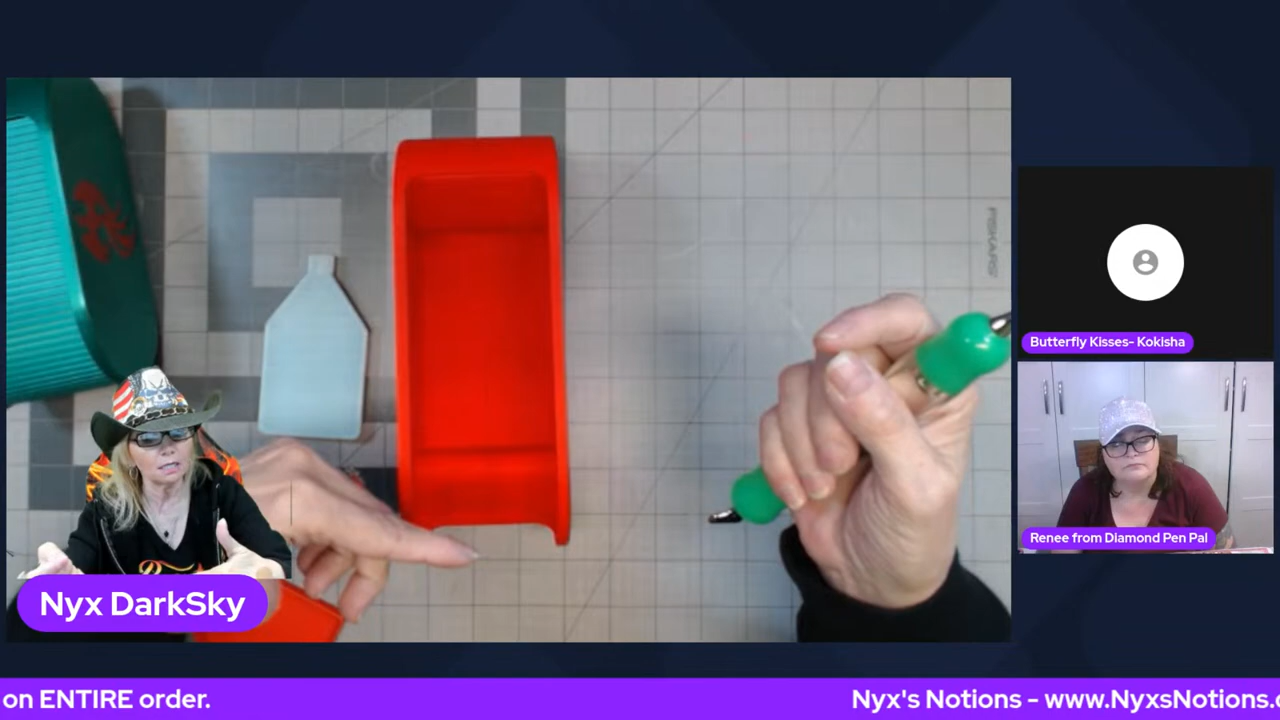 FISKARS
Butterfly Kisses- Kokisha
Renee from Diamond Pen Pal
Nyx DarkSky
on ENTIRE order.
Nyx's Notions - www.NyxsNotions.